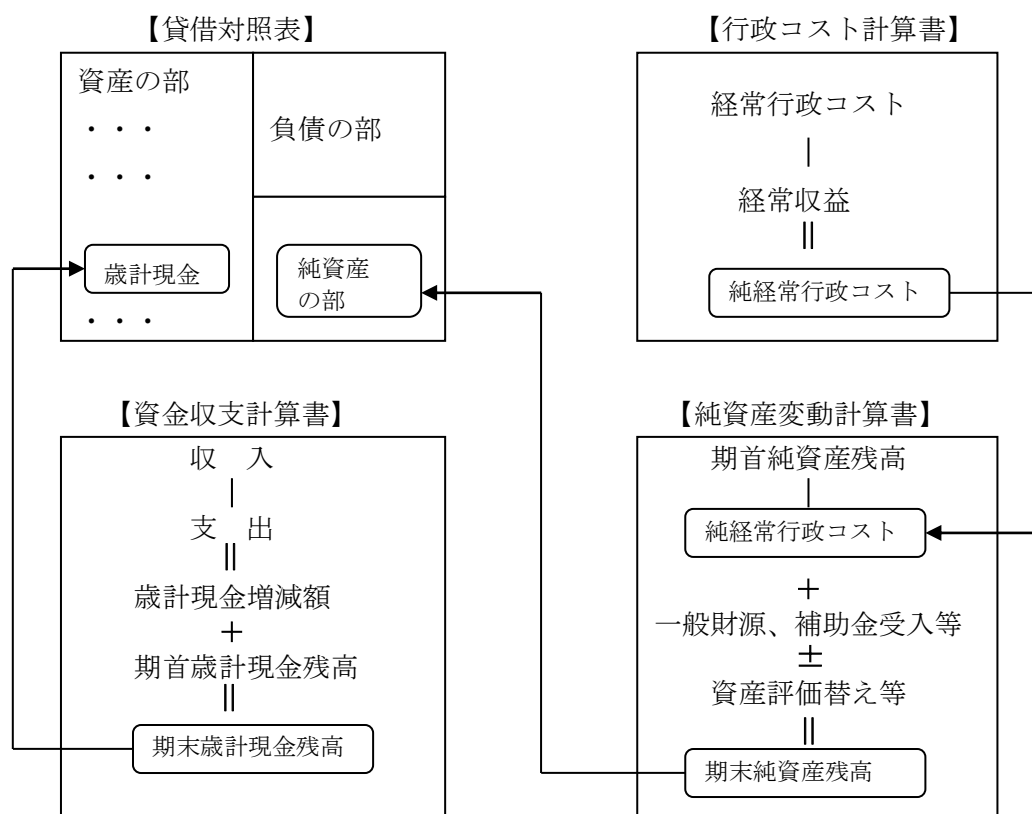 【貸借対照表】
資産の部
・・・
・・・
歳計現金
・・・
負債の部
純資産
の部
【行政コスト計算書】
経常行政コスト
｜
経常収益
||
純経常行政コスト
【資金収支計算書】
収　入
｜
支　出
||
歳計現金増減額
＋
期首歳計現金残高
||
期末歳計現金残高
【純資産変動計算書】
期首純資産残高
｜
純経常行政コスト
＋
一般財源、補助金受入等
±
資産評価替え等
||
期末純資産残高